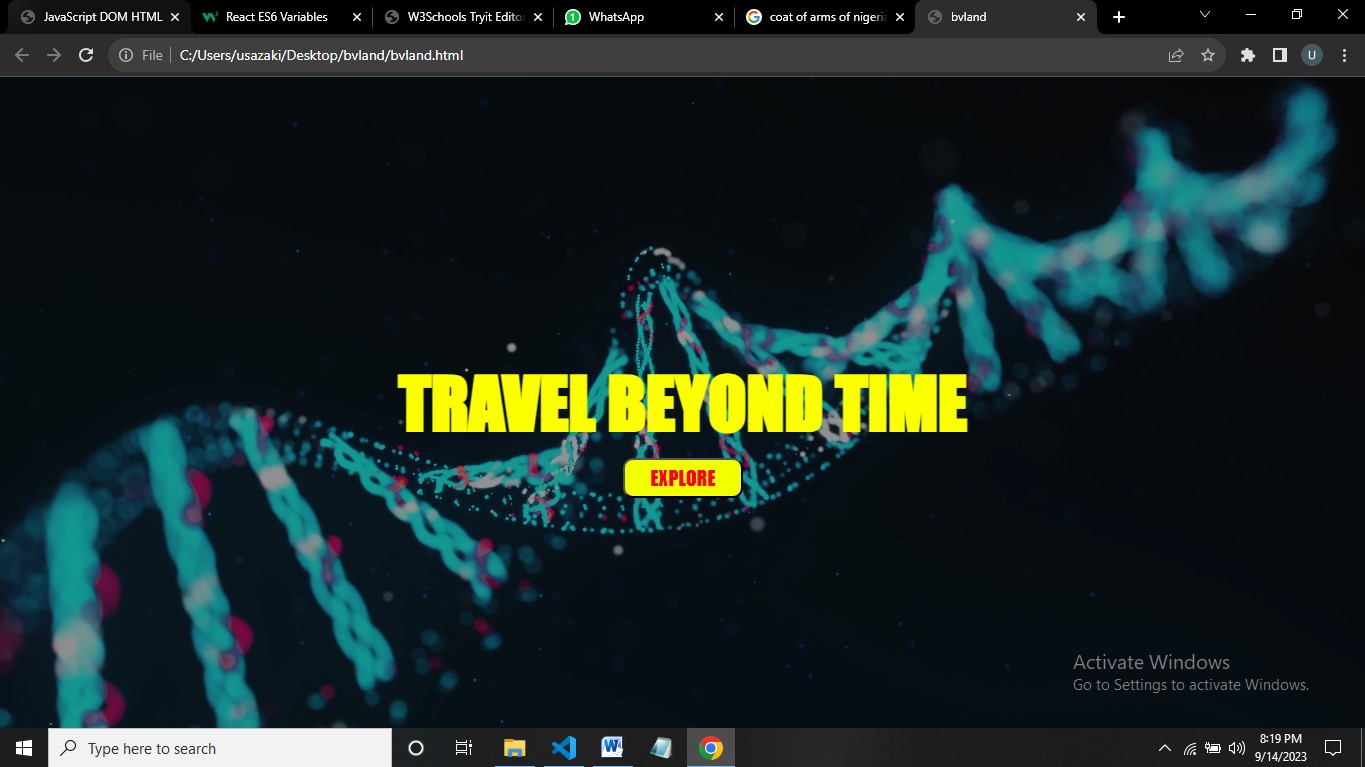 JavaScript DOM HTML
React ES6 Variables
W3Schools Tryit Editor
WhatsApp
coat of arms of nigeria
bvland
File
C:/Users/usazaki/Desktop/bvland/bvland.html
U
TRAVEL BEYOND TIME
EXPLORE
Activate Windows
Go to Settings to activate Windows.
Type here to search
8:19 PM
9/14/2023